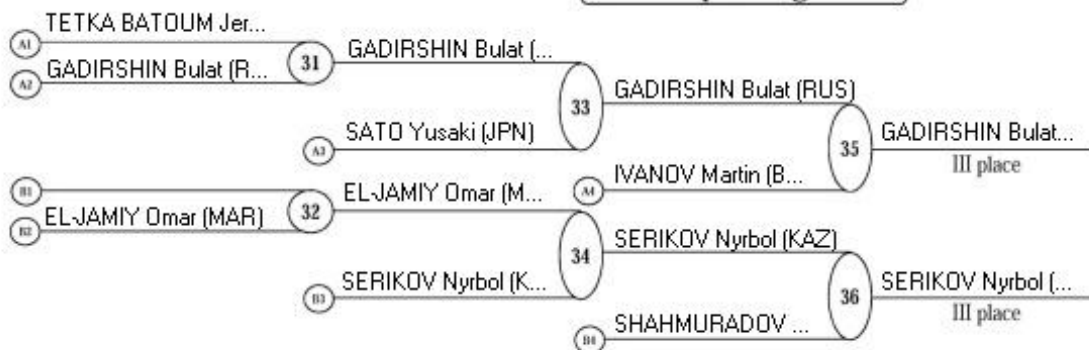 TETKA BATOUM Jer...
A1
GADIRSHIN Bulat (R...
A2
31
GADIRSHIN Bulat (...
33
SATO Yusaki (JPN)
A3
GADIRSHIN Bulat (RUS)
35
GADIRSHIN Bulat...
III place
IVANOV Martin (B...
A4
B1
EL-JAMIY Omar (MAR)
B2
32
EL-JAMIY Omar (M...
34
SERIKOV Nyrbol (K...
B3
SERIKOV Nyrbol (KAZ)
36
SERIKOV Nyrbol (...
III place
SHAHMURADOV ...
B4